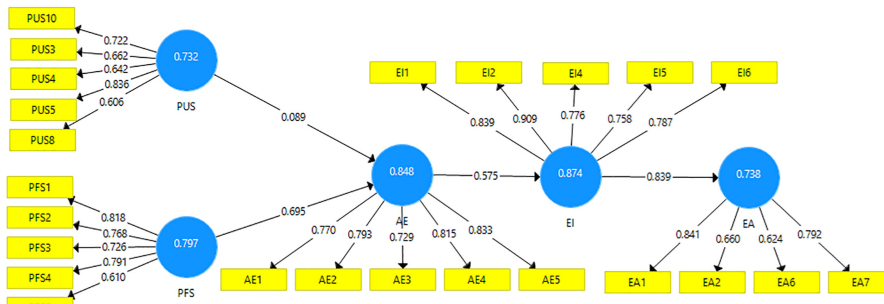 PUS10
PUS3
PUS4
PUS5
PUS8
0.722
0.662
0.642
0.836
0.606
0.732
PUS
0.089
PFS1
PFS2
PFS3
PFS4
0.818
0.768
0.726
0.791
0.610
0.797
PFS
0.695
0.848
AE
0.770
0.793
0.729
0.815
0.833
AE1
AE2
AE3
AE4
AE5
0.575
EI1
EI2
EI4
EI5
EI6
0.839
0.909
0.776
0.758
0.787
0.874
EI
0.839
0.738
EA
0.841
0.660
0.624
0.792
EA1
EA2
EA6
EA7